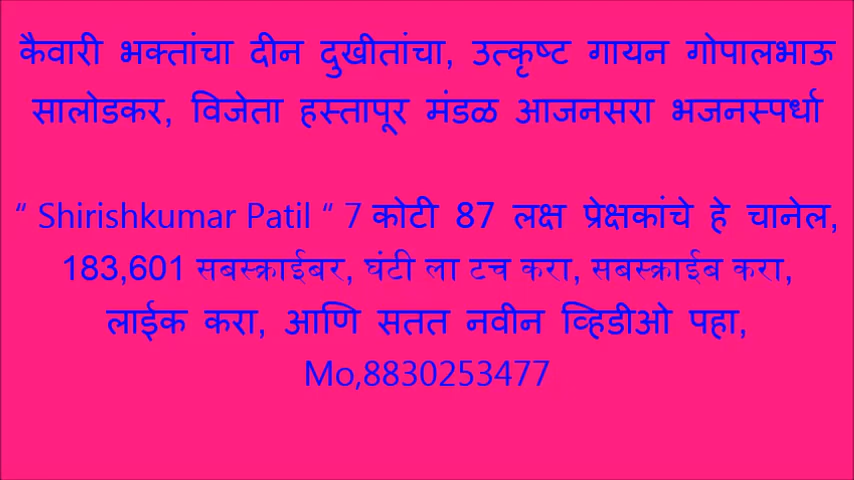 कैवारी भक्तांचा दीन दुखीतांचा, उत्कृष्ट गायन गोपालभाऊ
सालोडकर, विजेता हस्तापूर मंडळ आजनसरा भजनस्पर्धा
“ Shirishkumar Patil “ 7 कोटी 87 लक्ष प्रेक्षकांचे हे चानेल,
183,601 सबस्क्राईबर, घंटी ला टच करा, सबस्क्राईब करा,
लाईक करा, आणि सतत नवीन व्हिडीओ पहा,
Mo,8830253477